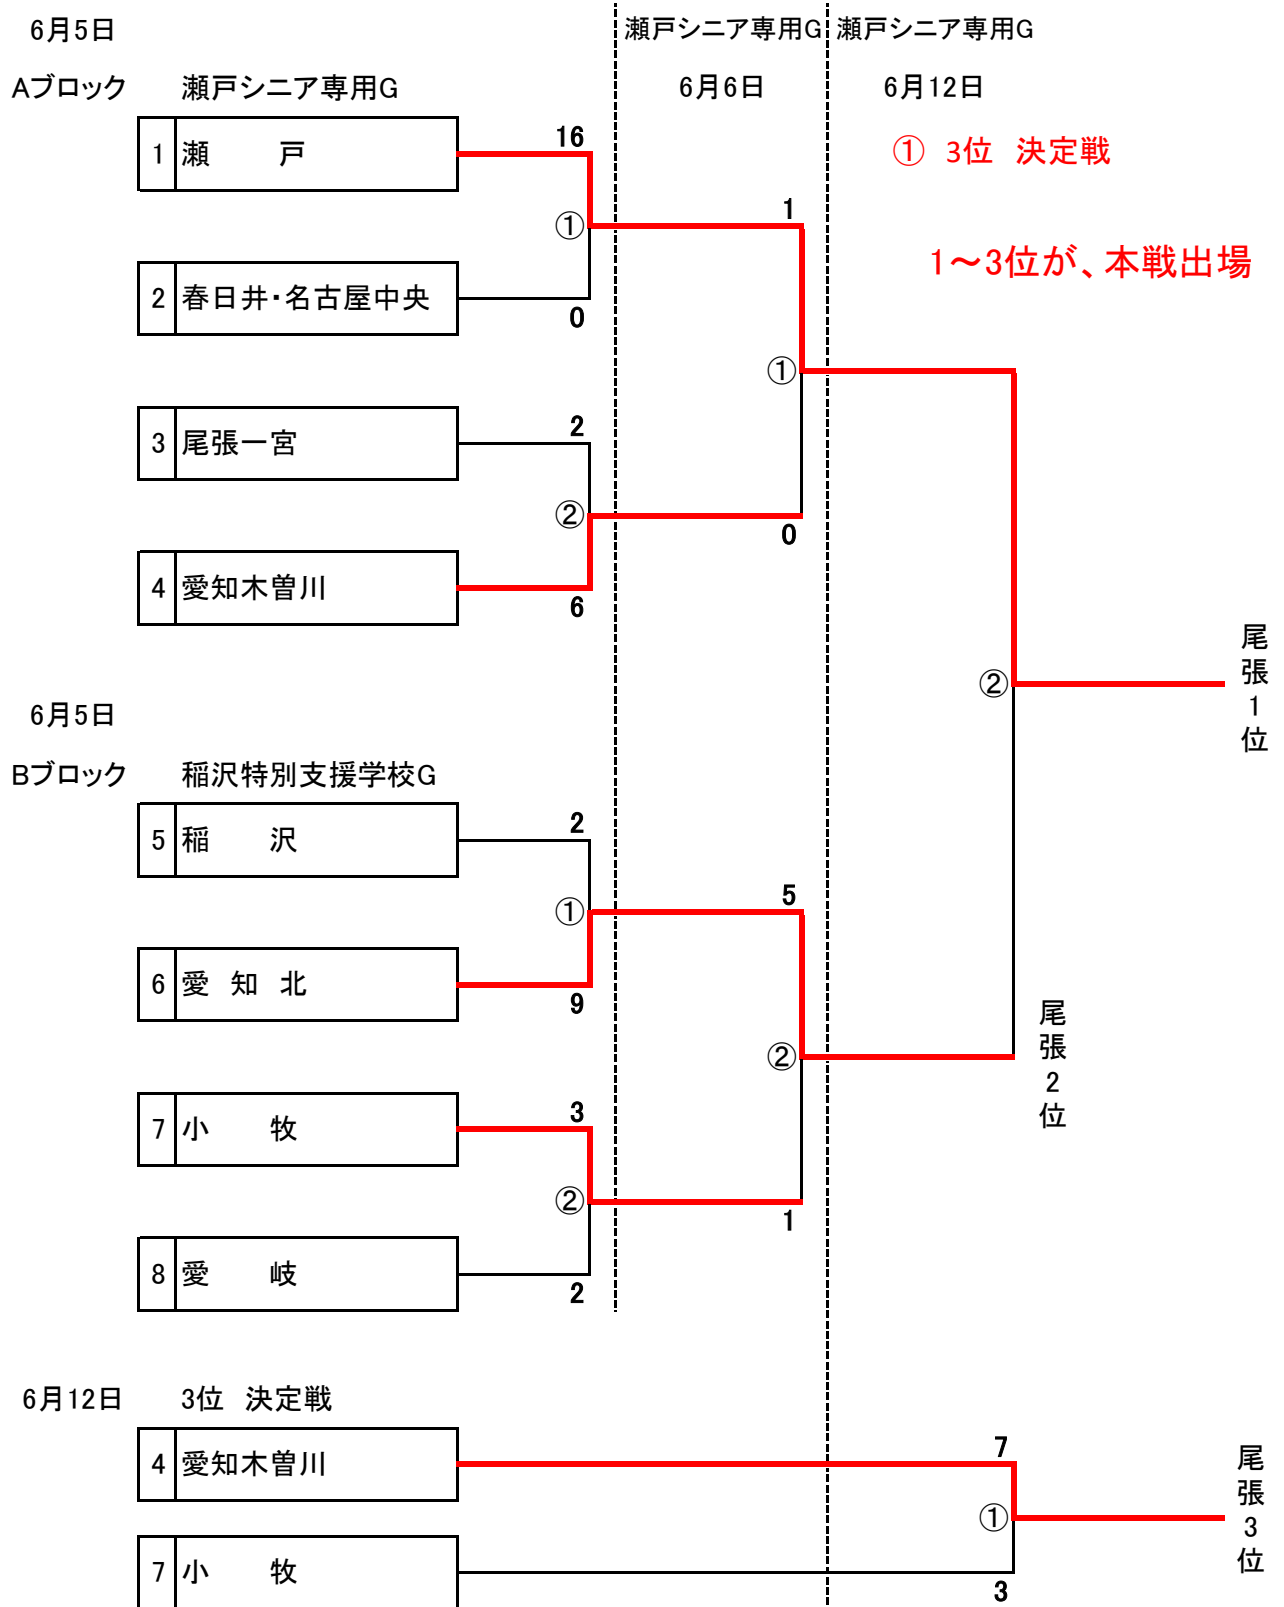 6月5日
瀬戸シニア専用G
瀬戸シニア専用G
Aブロック 瀬戸シニア専用G
6月6日
6月12日
16
1 瀬 戸
① 3位 決定戦
1
①
1～3位が、本戦出場
2 春日井・名古屋中央
0
①
2
3 尾張一宮
②
0
4 愛知木曽川
6
尾張1位
②
6月5日
Bブロック 稲沢特別支援学校G
2
5 稲 沢
5
①
6 愛 知 北
9
尾張2位
②
3
7 小 牧
②
1
8 愛 岐
2
6月12日 3位 決定戦
7
4 愛知木曽川
尾張3位
①
7 小 牧
3